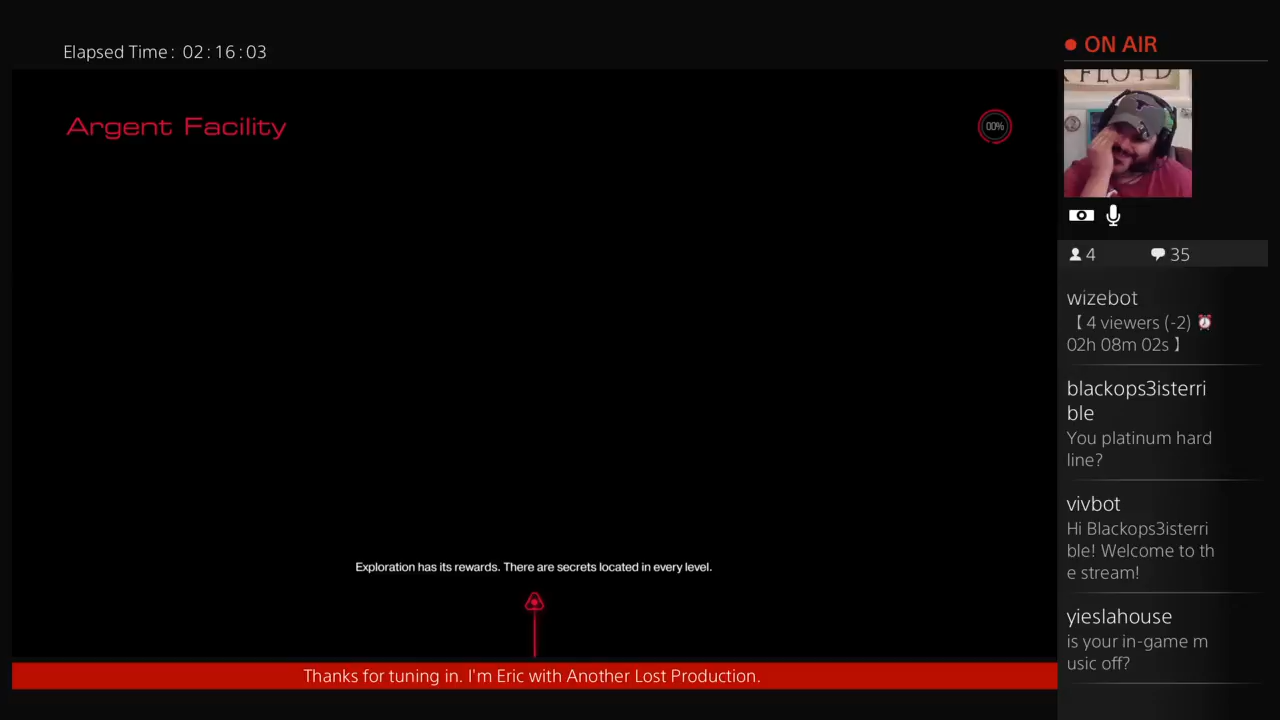 Elapsed Time: 02:16:03
ON AIR
Argent Facility
00%
FLOYD
4
35
wizebot
【4 viewers (-2) ⏰
02h 08m 02s】
blackops3isterri
ble
You platinum hard
line?
vivbot
Hi Blackops3isterri
ble! Welcome to th
e stream!
yieslahouse
is your in-game m
usic off?
Exploration has its rewards. There are secrets located in every level.
Thanks for tuning in. I'm Eric with Another Lost Production.